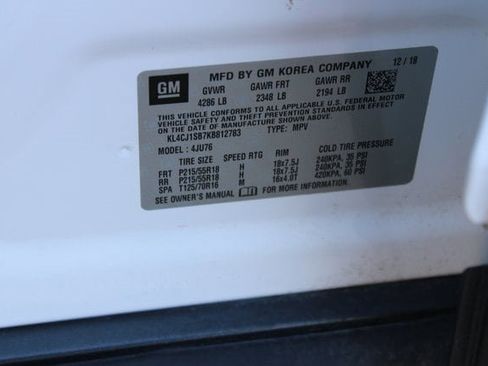 GM
MFD BY GM KOREA COMPANY 12/18
GVWR GAWR FRT GAWR RR
4286 LB 2348 LB 2194 LB
THIS VEHICLE CONFORMS TO ALL APPLICABLE U.S. FEDERAL MOTOR
VEHICLE SAFETY AND THEFT PREVENTION STANDARDS IN EFFECT ON
THE DATE OF MANUFACTURE SHOWN ABOVE.
KL4CJ1SB7KB812783 TYPE: MPV
MODEL : 4JU76
TIRE SIZE SPEED RTG RIM COLD TIRE PRESSURE
FRT P215/55R18 H 18x7.5J 240KPA, 35 PSI
RR P215/55R18 H 18x7.5J 240KPA, 35 PSI
SPA T125/70R16 M 16x4.0T 420KPA, 60 PSI
SEE OWNER'S MANUAL